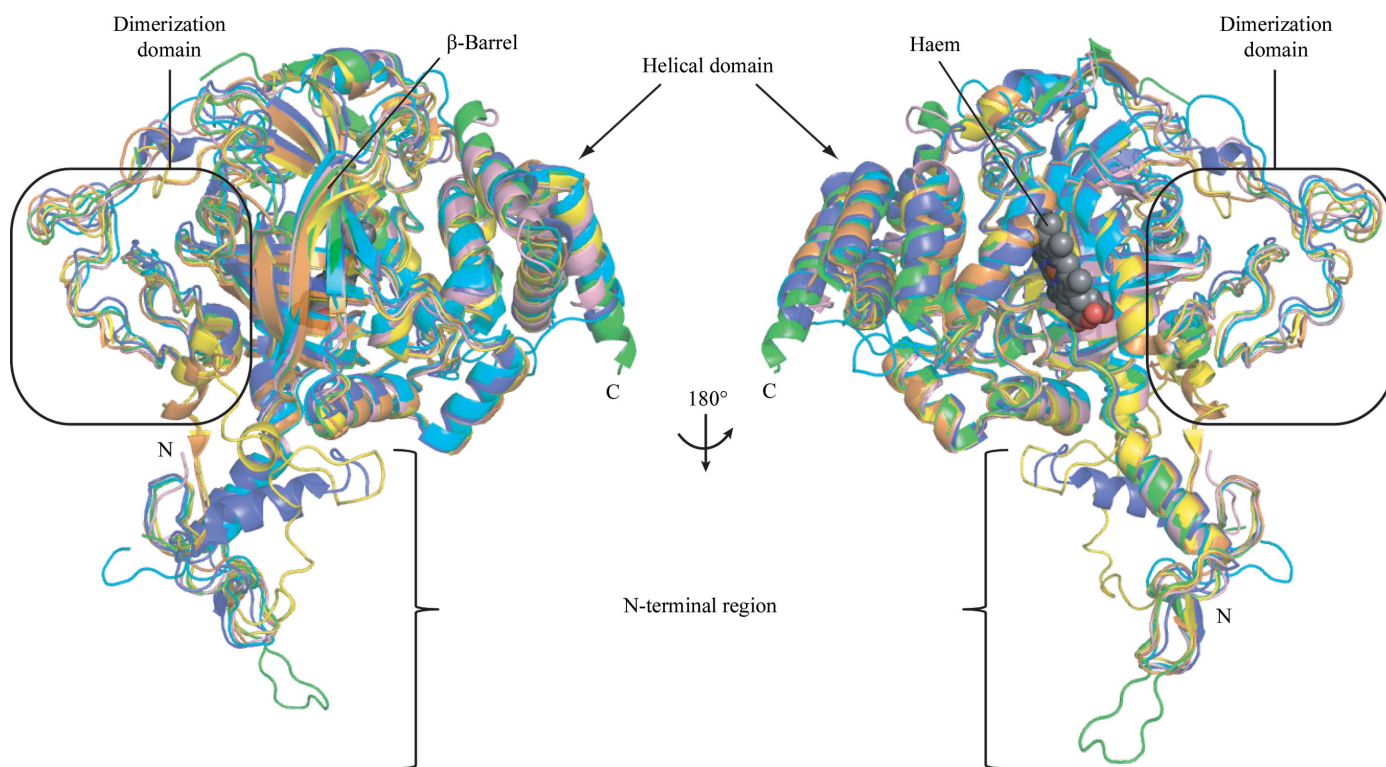 Dimerization
domain
β-Barrel
Helical domain
Haem
Dimerization
domain
C
180°
C
N
N-terminal region
N